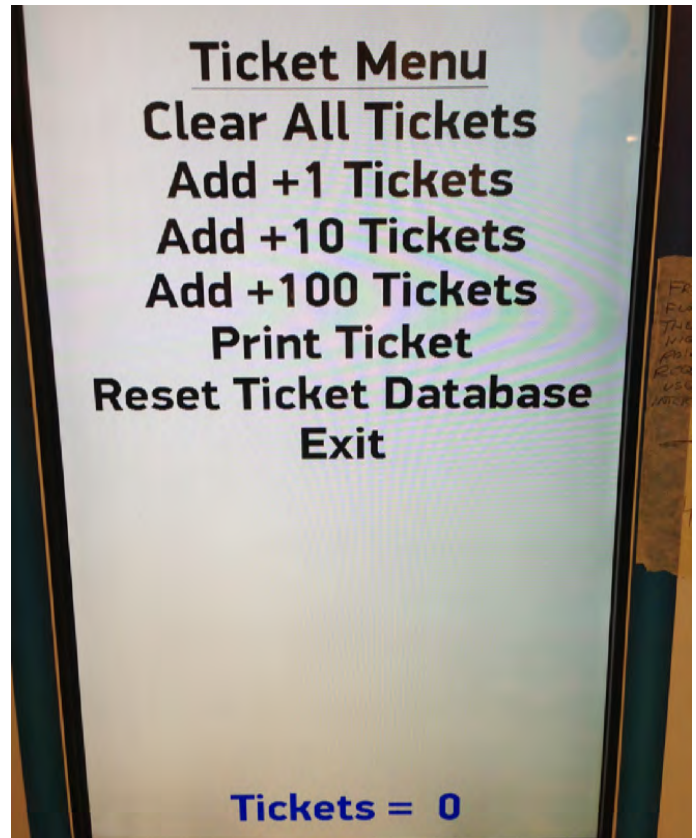 Ticket Menu
Clear All Tickets
Add +1 Tickets
Add +10 Tickets
Add +100 Tickets
Print Ticket
Reset Ticket Database
Exit
Tickets = 0